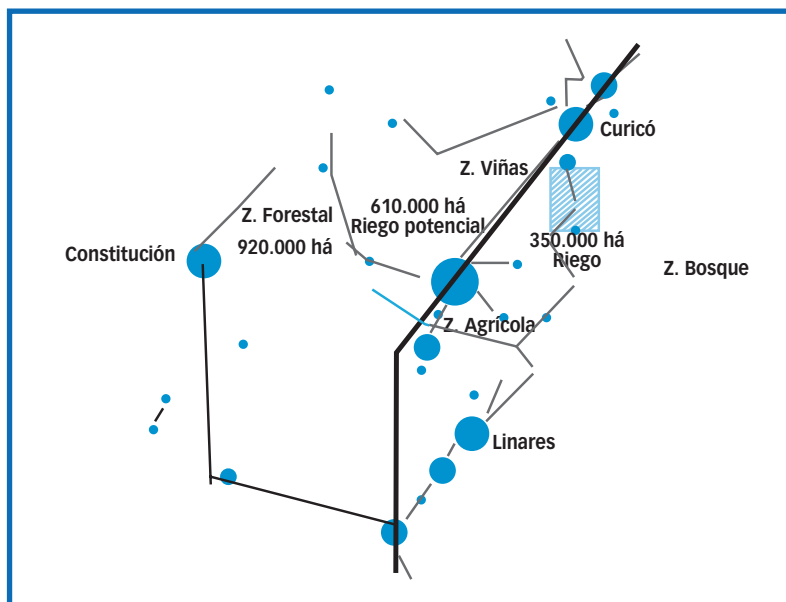 Curicó
Z. Viñas
610.000 há
Riego potencial
Z. Forestal
920.000 há
Constitución
350.000 há
Riego
Z. Bosque
Z. Agrícola
Linares